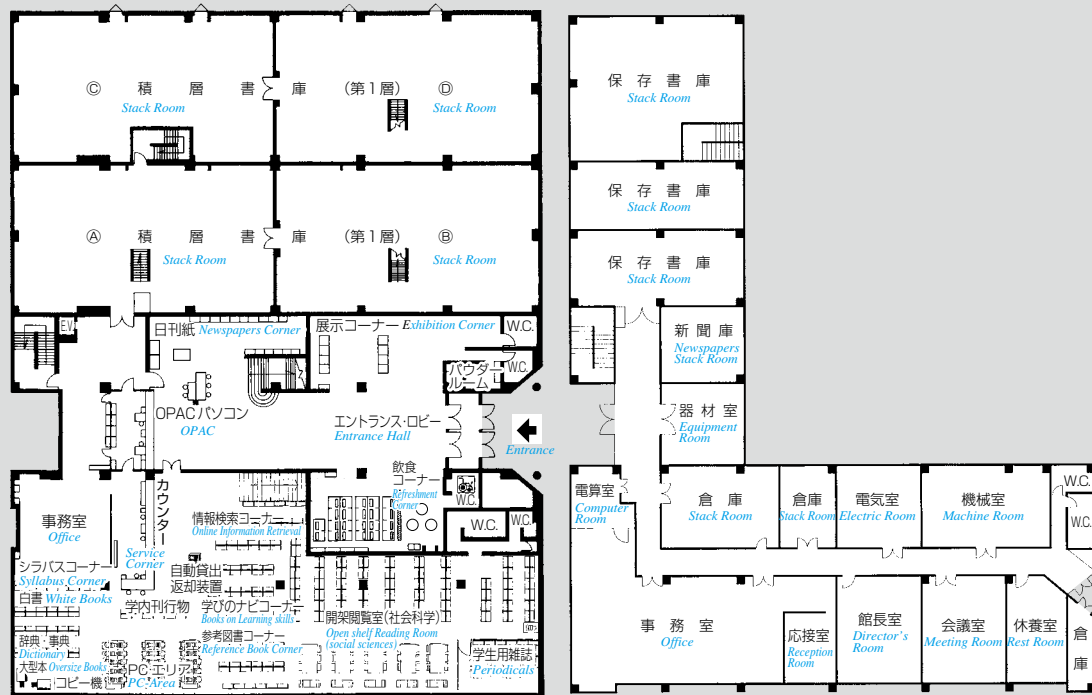 Ⓒ 積層書庫 (第1層) Ⓓ
Stack Room
Stack Room
Ⓐ 積層書庫 (第1層) Ⓑ
Stack Room
Stack Room
E.V.
日刊紙 Newspapers Corner
展示コーナー Exhibition Corner
W.C.
W.C.
パウダー
ルーム
OPACパソコン
OPAC
エントランス・ロビー
Entrance Hall
Entrance
飲食
コーナー
Refreshment
Corner
W.C.
W.C.
W.C.
カウンター
Service
Corner
事務室
Office
情報検索コーナー
Online Information Retrieval
シラバスコーナー
Syllabus Corner
白書 White Books
自動貸出
返却装置
学内刊行物
学びのナビコーナー
Books on Learning skills
参考図書コーナー
Reference Book Corner
開架閲覧室(社会科学)
Open shelf Reading Room
(social sciences)
辞典・事典
Dictionary
大型本 Oversize Books
コピー機
PCエリア
PC Area
学生用雑誌
Periodicals
保存書庫
Stack Room
保存書庫
Stack Room
保存書庫
Stack Room
新聞庫
Newspapers
Stack Room
器材室
Equipment
Room
電算室
Computer
Room
倉庫
Stack Room
倉庫
Stack Room
電気室
Electric Room
機械室
Machine Room
W.C.
W.C.
事務室
Office
応接室
Reception
Room
館長室
Director's
Room
会議室
Meeting Room
休養室
Rest Room
倉
庫